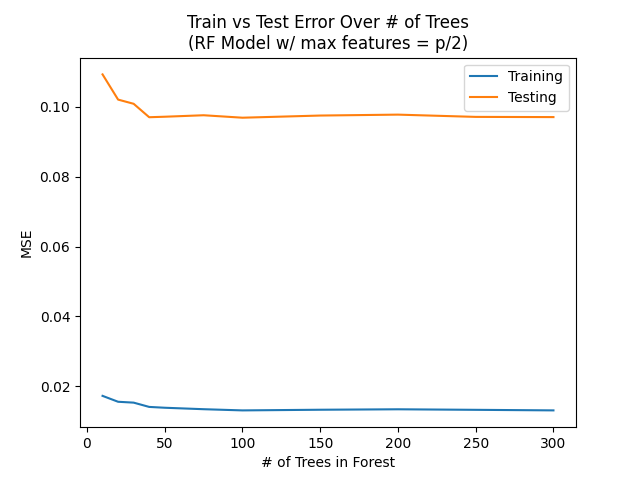 Train vs Test Error Over # of Trees
(RF Model w/ max features = p/2)
Training
Testing
MSE
0.10
0.08
0.06
0.04
0.02
0 50 100 150 200 250 300
# of Trees in Forest